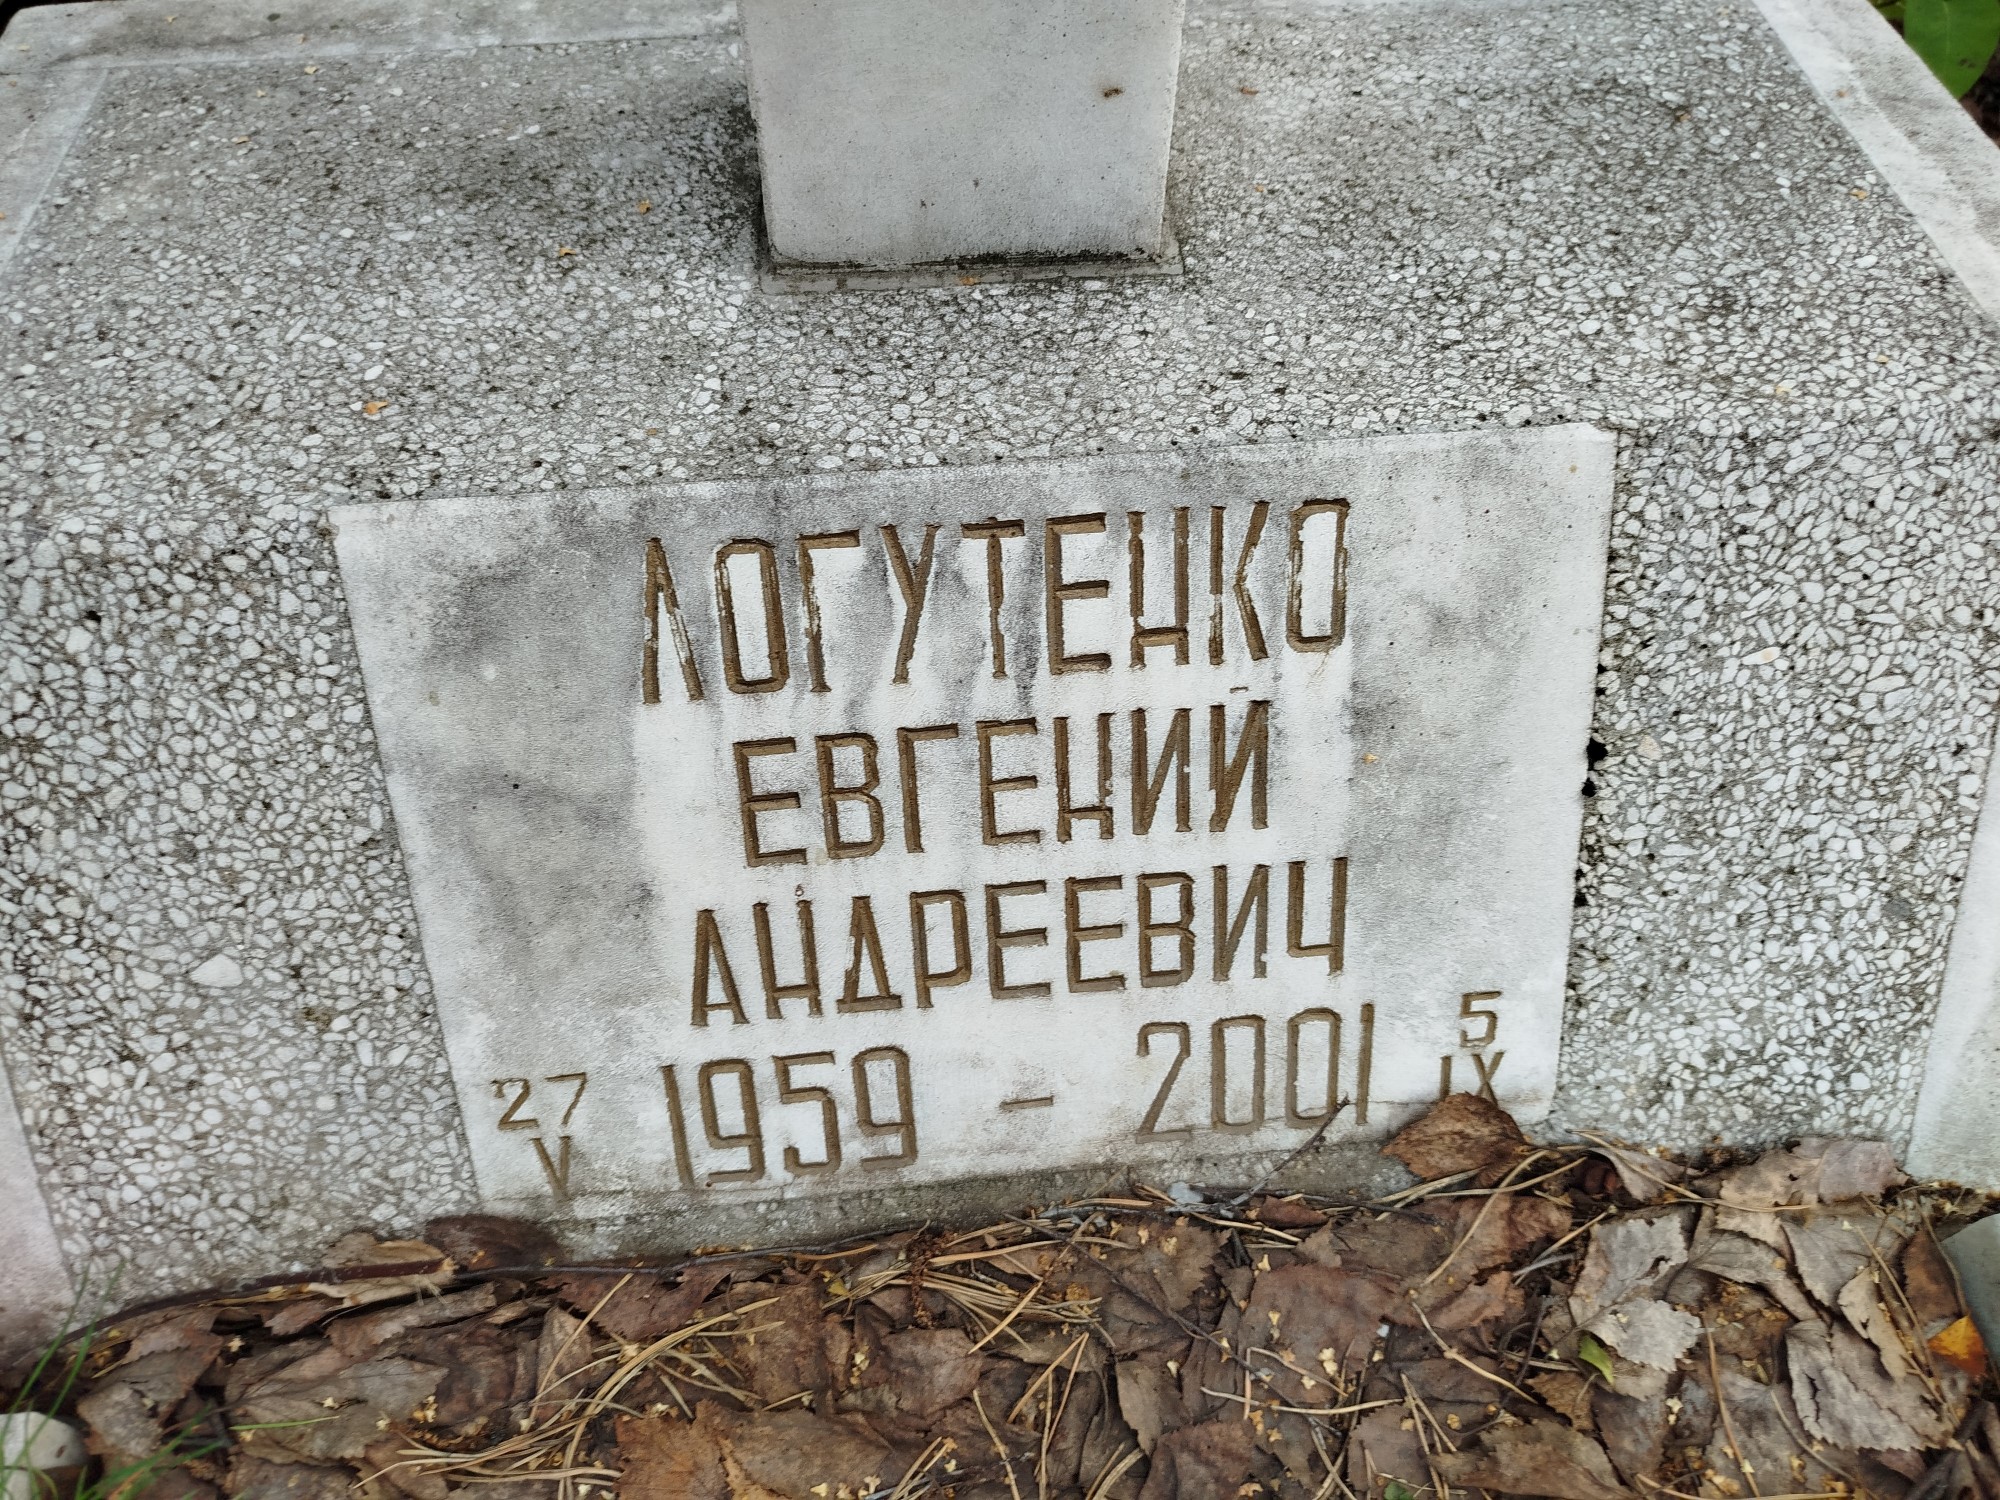 ЛОГУТЕНКО
ЕВГЕНИЙ
АНДРЕЕВИЧ
27 V 1959 - 2001 5 IX